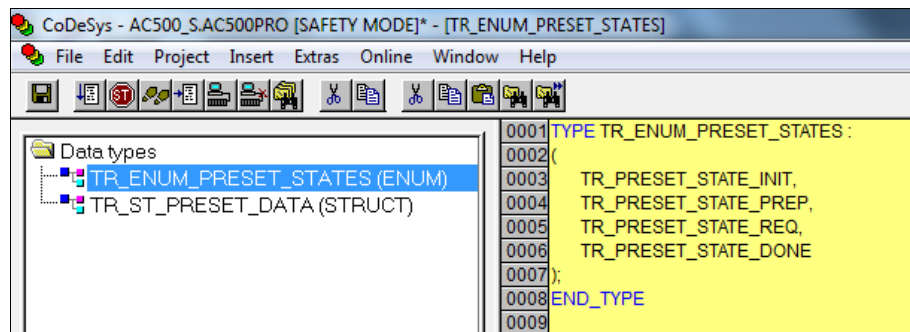 CoDeSys - AC500_S.AC500PRO [SAFETY MODE]* - [TR_ENUM_PRESET_STATES]
File Edit Project Insert Extras Online Window Help
Data types
TR_ENUM_PRESET_STATES (ENUM)
TR_ST_PRESET_DATA (STRUCT)
0001 TYPE TR_ENUM_PRESET_STATES :
0002 (
0003 TR_PRESET_STATE_INIT,
0004 TR_PRESET_STATE_PREP,
0005 TR_PRESET_STATE_REQ,
0006 TR_PRESET_STATE_DONE
0007 );
0008 END_TYPE
0009